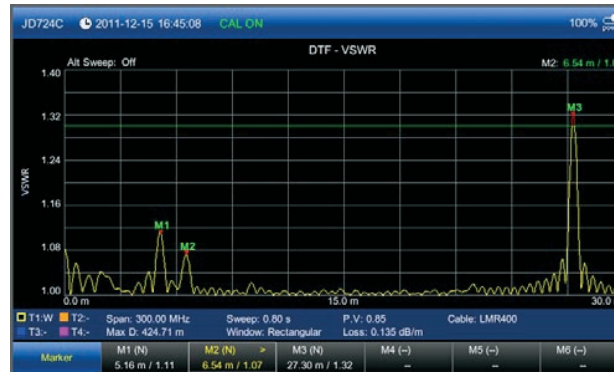 JD724C 2011-12-15 16:45:08 CAL ON 100%
DTF - VSWR
Alt Sweep: Off M2: 6.54 m / 1.0
1.40
M3
1.32
1.24
VSWR
1.16
M1
M2
1.08
1.00
0.0 m 15.0 m 30.0
T1:W T2:- Span: 300.00 MHz Sweep: 0.80 s P.V: 0.85 Cable: LMR400
T3:- T4:- Max D: 424.71 m Window: Rectangular Loss: 0.135 dB/m
Marker M1 (N) M2 (N) > M3 (N) M4 (--) M5 (--) M6 (--)
5.16 m / 1.11 6.54 m / 1.07 27.30 m / 1.32 -- -- --